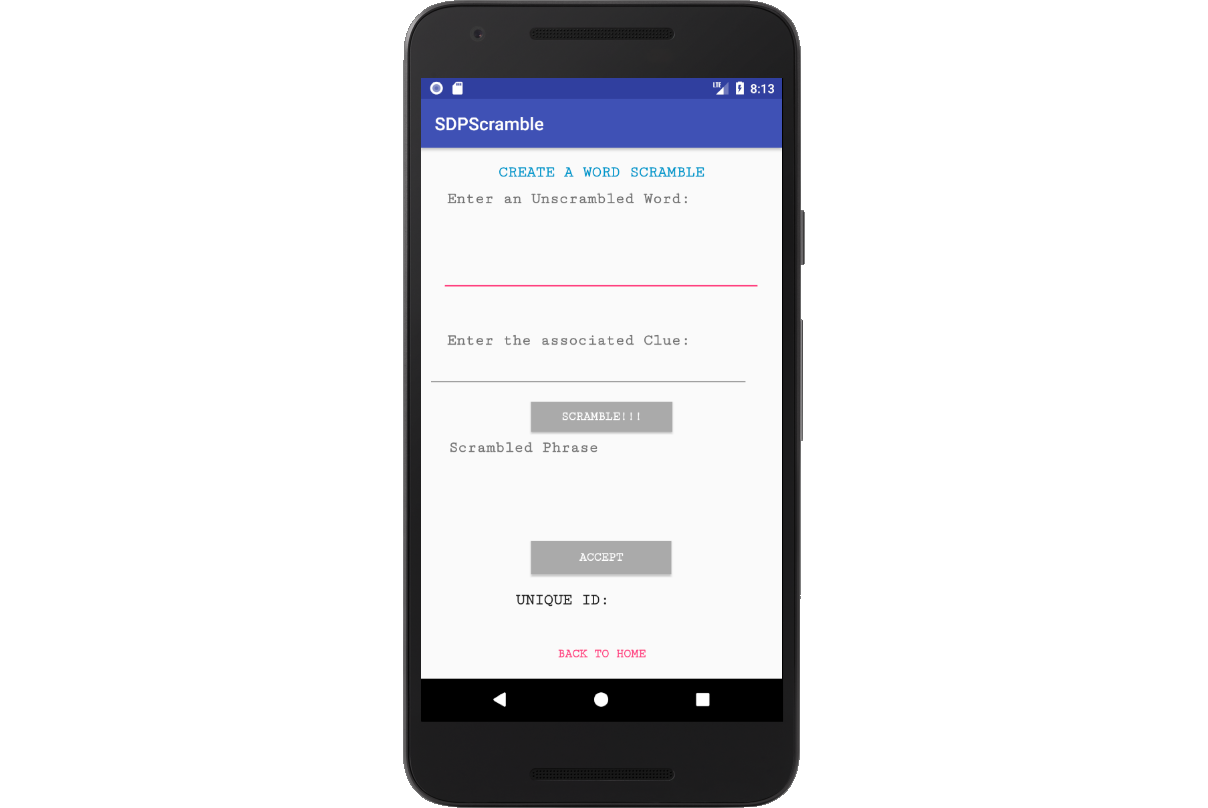 LTE 8:13
SDPScramble
CREATE A WORD SCRAMBLE
Enter an Unscrambled Word:
Enter the associated Clue:
SCRAMBLE!!!
Scrambled Phrase
ACCEPT
UNIQUE ID:
BACK TO HOME